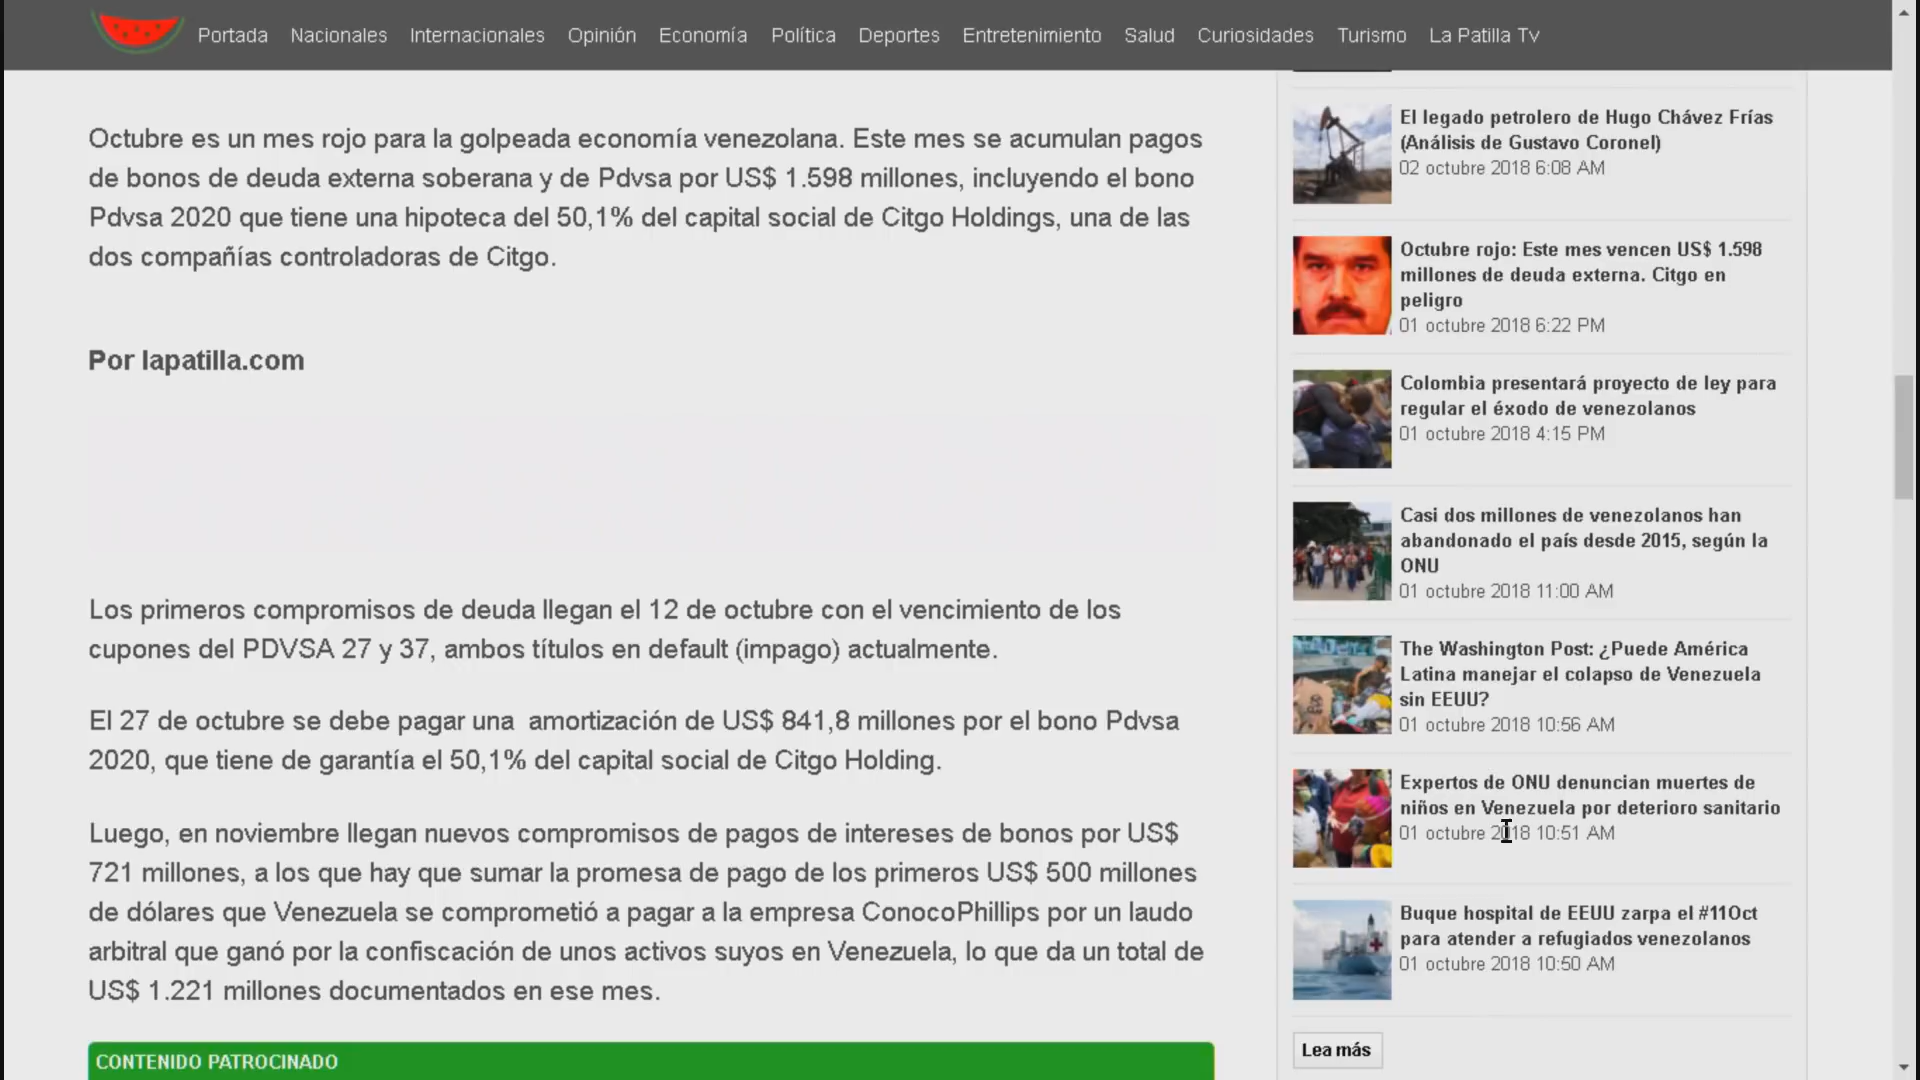 Portada Nacionales Internacionales Opinión Economía Política Deportes Entretenimiento Salud Curiosidades Turismo La Patilla Tv
Octubre es un mes rojo para la golpeada economía venezolana. Este mes se acumulan pagos
de bonos de deuda externa soberana y de Pdvsa por US$ 1.598 millones, incluyendo el bono
Pdvsa 2020 que tiene una hipoteca del 50,1% del capital social de Citgo Holdings, una de las
dos compañías controladoras de Citgo.
Por lapatilla.com
Los primeros compromisos de deuda llegan el 12 de octubre con el vencimiento de los
cupones del PDVSA 27 y 37, ambos títulos en default (impago) actualmente.
El 27 de octubre se debe pagar una  amortización de US$ 841,8 millones por el bono Pdvsa
2020, que tiene de garantía el 50,1% del capital social de Citgo Holding.
Luego, en noviembre llegan nuevos compromisos de pagos de intereses de bonos por US$
721 millones, a los que hay que sumar la promesa de pago de los primeros US$ 500 millones
de dólares que Venezuela se comprometió a pagar a la empresa ConocoPhillips por un laudo
arbitral que ganó por la confiscación de unos activos suyos en Venezuela, lo que da un total de
US$ 1.221 millones documentados en ese mes.
CONTENIDO PATROCINADO
El legado petrolero de Hugo Chávez Frías
(Análisis de Gustavo Coronel)
02 octubre 2018 6:08 AM
Octubre rojo: Este mes vencen US$ 1.598
millones de deuda externa. Citgo en
peligro
01 octubre 2018 6:22 PM
Colombia presentará proyecto de ley para
regular el éxodo de venezolanos
01 octubre 2018 4:15 PM
Casi dos millones de venezolanos han
abandonado el país desde 2015, según la
ONU
01 octubre 2018 11:00 AM
The Washington Post: ¿Puede América
Latina manejar el colapso de Venezuela
sin EEUU?
01 octubre 2018 10:56 AM
Expertos de ONU denuncian muertes de
niños en Venezuela por deterioro sanitario
01 octubre 2018 10:51 AM
Buque hospital de EEUU zarpa el #11Oct
para atender a refugiados venezolanos
01 octubre 2018 10:50 AM
Lea más